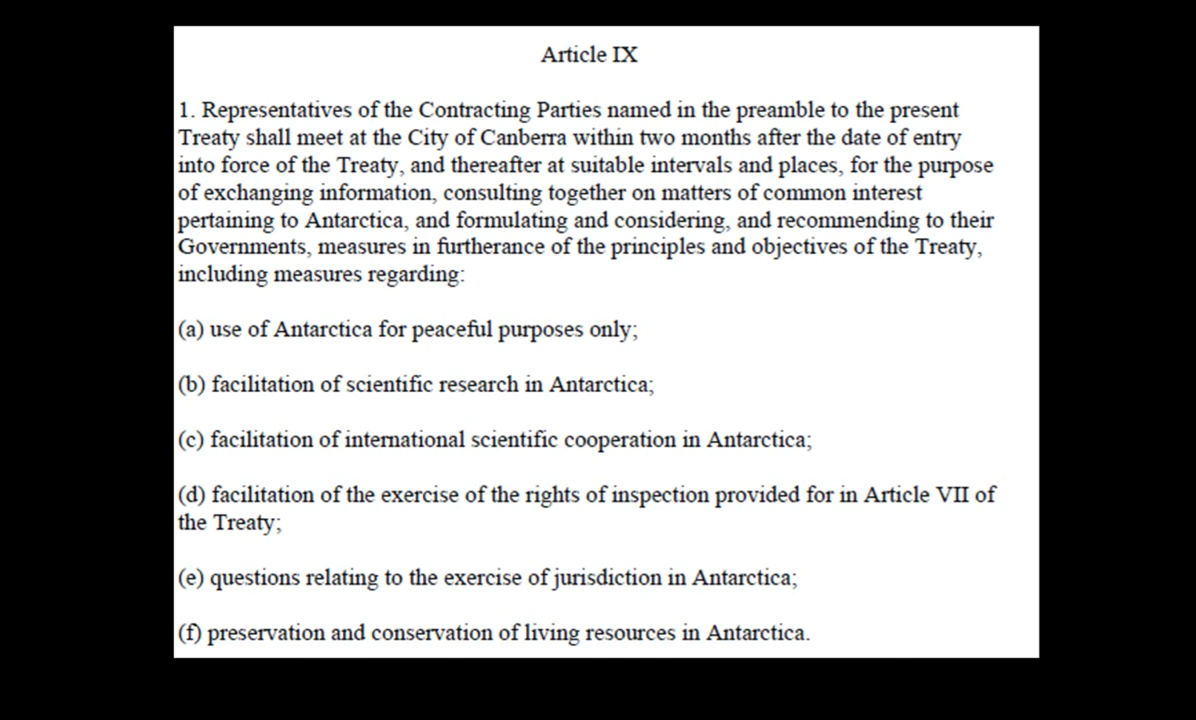 Article IX
1. Representatives of the Contracting Parties named in the preamble to the present
Treaty shall meet at the City of Canberra within two months after the date of entry
into force of the Treaty, and thereafter at suitable intervals and places, for the purpose
of exchanging information, consulting together on matters of common interest
pertaining to Antarctica, and formulating and considering, and recommending to their
Governments, measures in furtherance of the principles and objectives of the Treaty,
including measures regarding:
(a) use of Antarctica for peaceful purposes only;
(b) facilitation of scientific research in Antarctica;
(c) facilitation of international scientific cooperation in Antarctica;
(d) facilitation of the exercise of the rights of inspection provided for in Article VII of
the Treaty;
(e) questions relating to the exercise of jurisdiction in Antarctica;
(f) preservation and conservation of living resources in Antarctica.